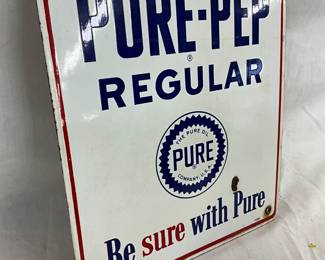 PURE-PEP
®
REGULAR
THE PURE OIL
PURE
®
COMPANY, U.S.A.
Be sure with Pure